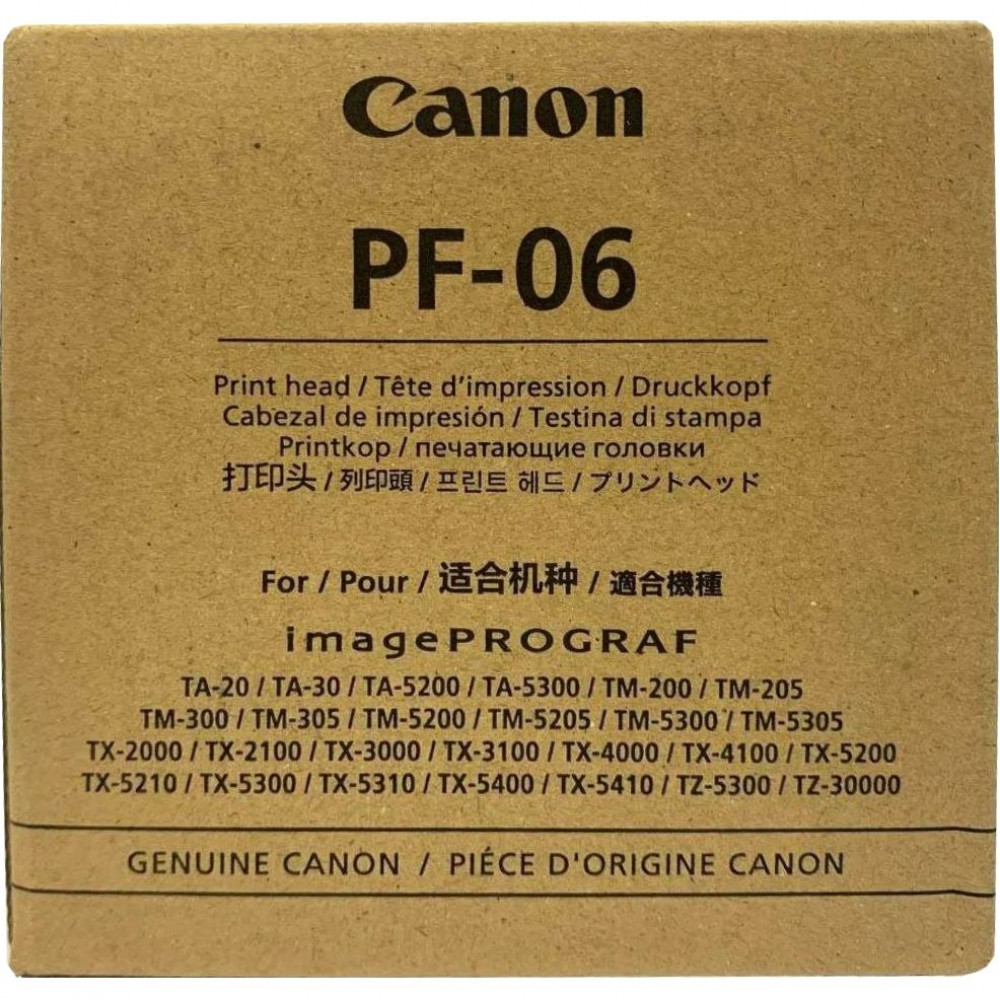 Canon
PF-06
Print head / Tête d'impression / Druckkopf
Cabezal de impresión / Testina di stampa
Printkop / печатающие головки
打印头 / 列印頭 / 프린트 헤드 / プリントヘッド
For / Pour / 适合机种 / 適合機種
imagePROGRAF
TA-20 / TA-30 / TA-5200 / TA-5300 / TM-200 / TM-205
TM-300 / TM-305 / TM-5200 / TM-5205 / TM-5300 / TM-5305
TX-2000 / TX-2100 / TX-3000 / TX-3100 / TX-4000 / TX-4100 / TX-5200
TX-5210 / TX-5300 / TX-5310 / TX-5400 / TX-5410 / TZ-5300 / TZ-30000
GENUINE CANON / PIÉCE D'ORIGINE CANON